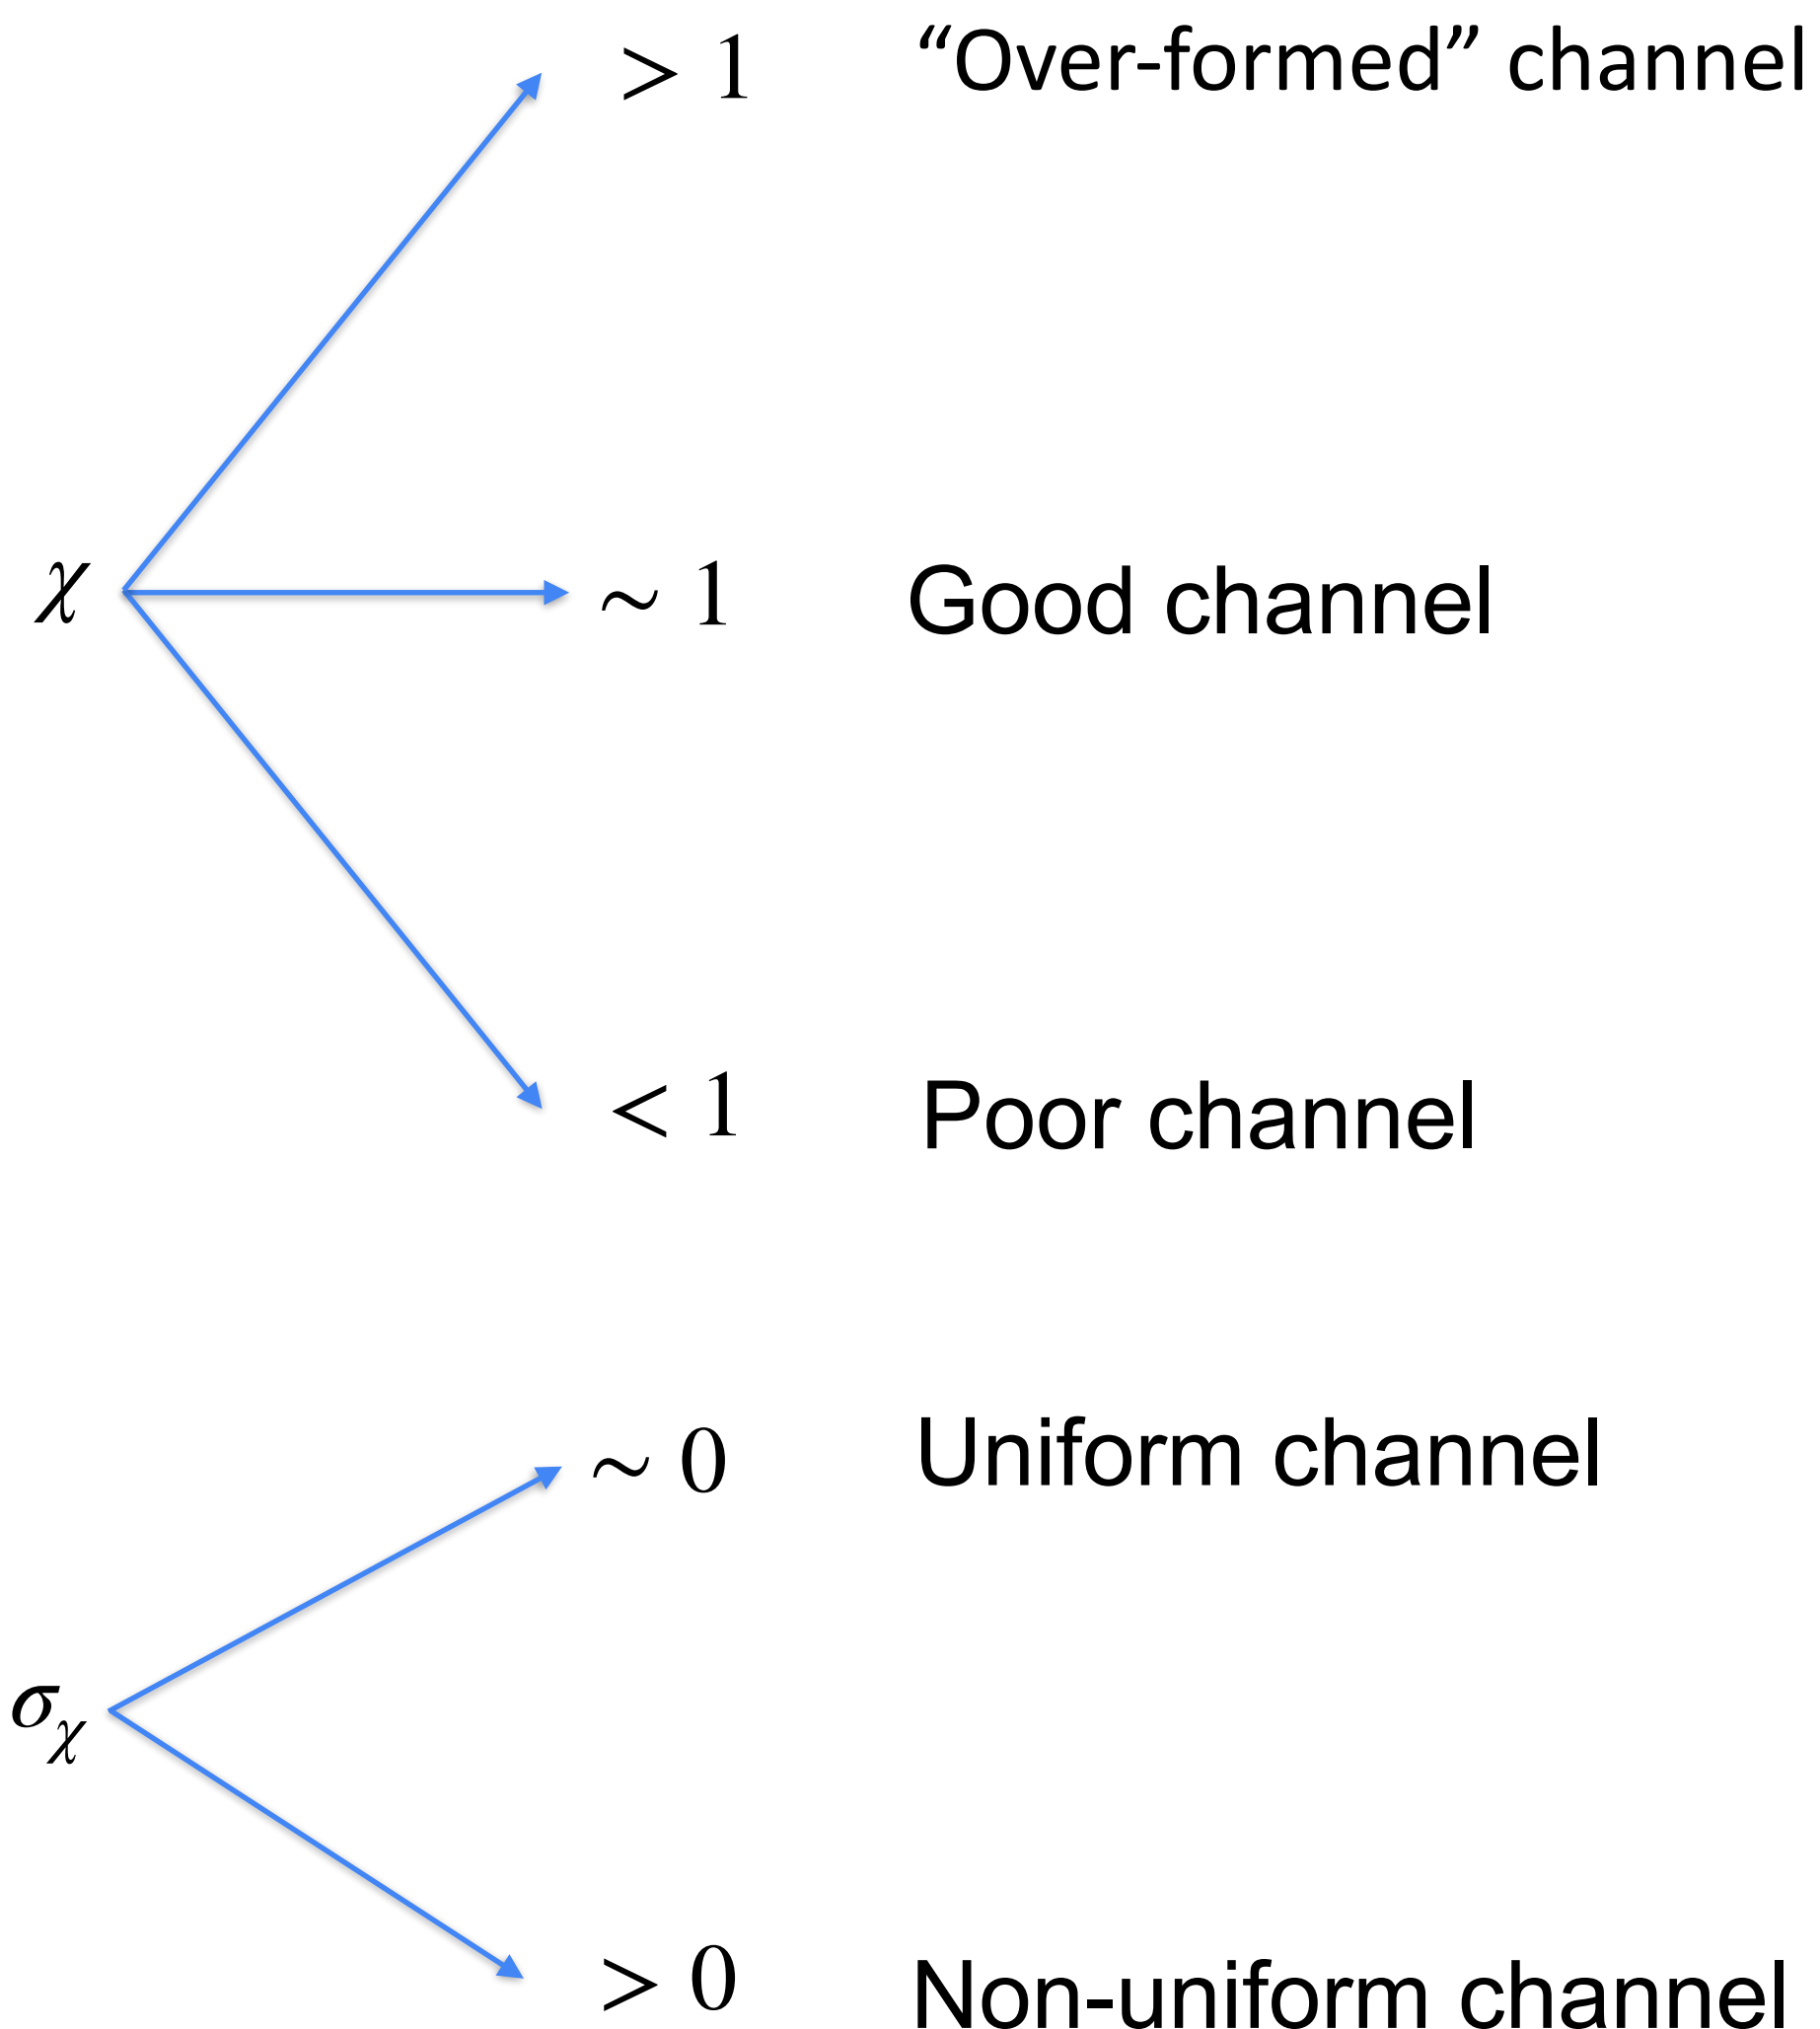 > 1 “Over-formed” channel
χ ~ 1 Good channel
< 1 Poor channel
~ 0 Uniform channel
σχ
> 0 Non-uniform channel